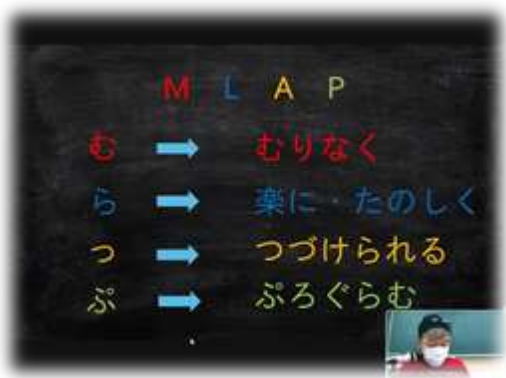 M L A P
む ➡ むりなく
ら ➡ 楽に・たのしく
つ ➡ つづけられる
ぷ ➡ ぷろぐらむ